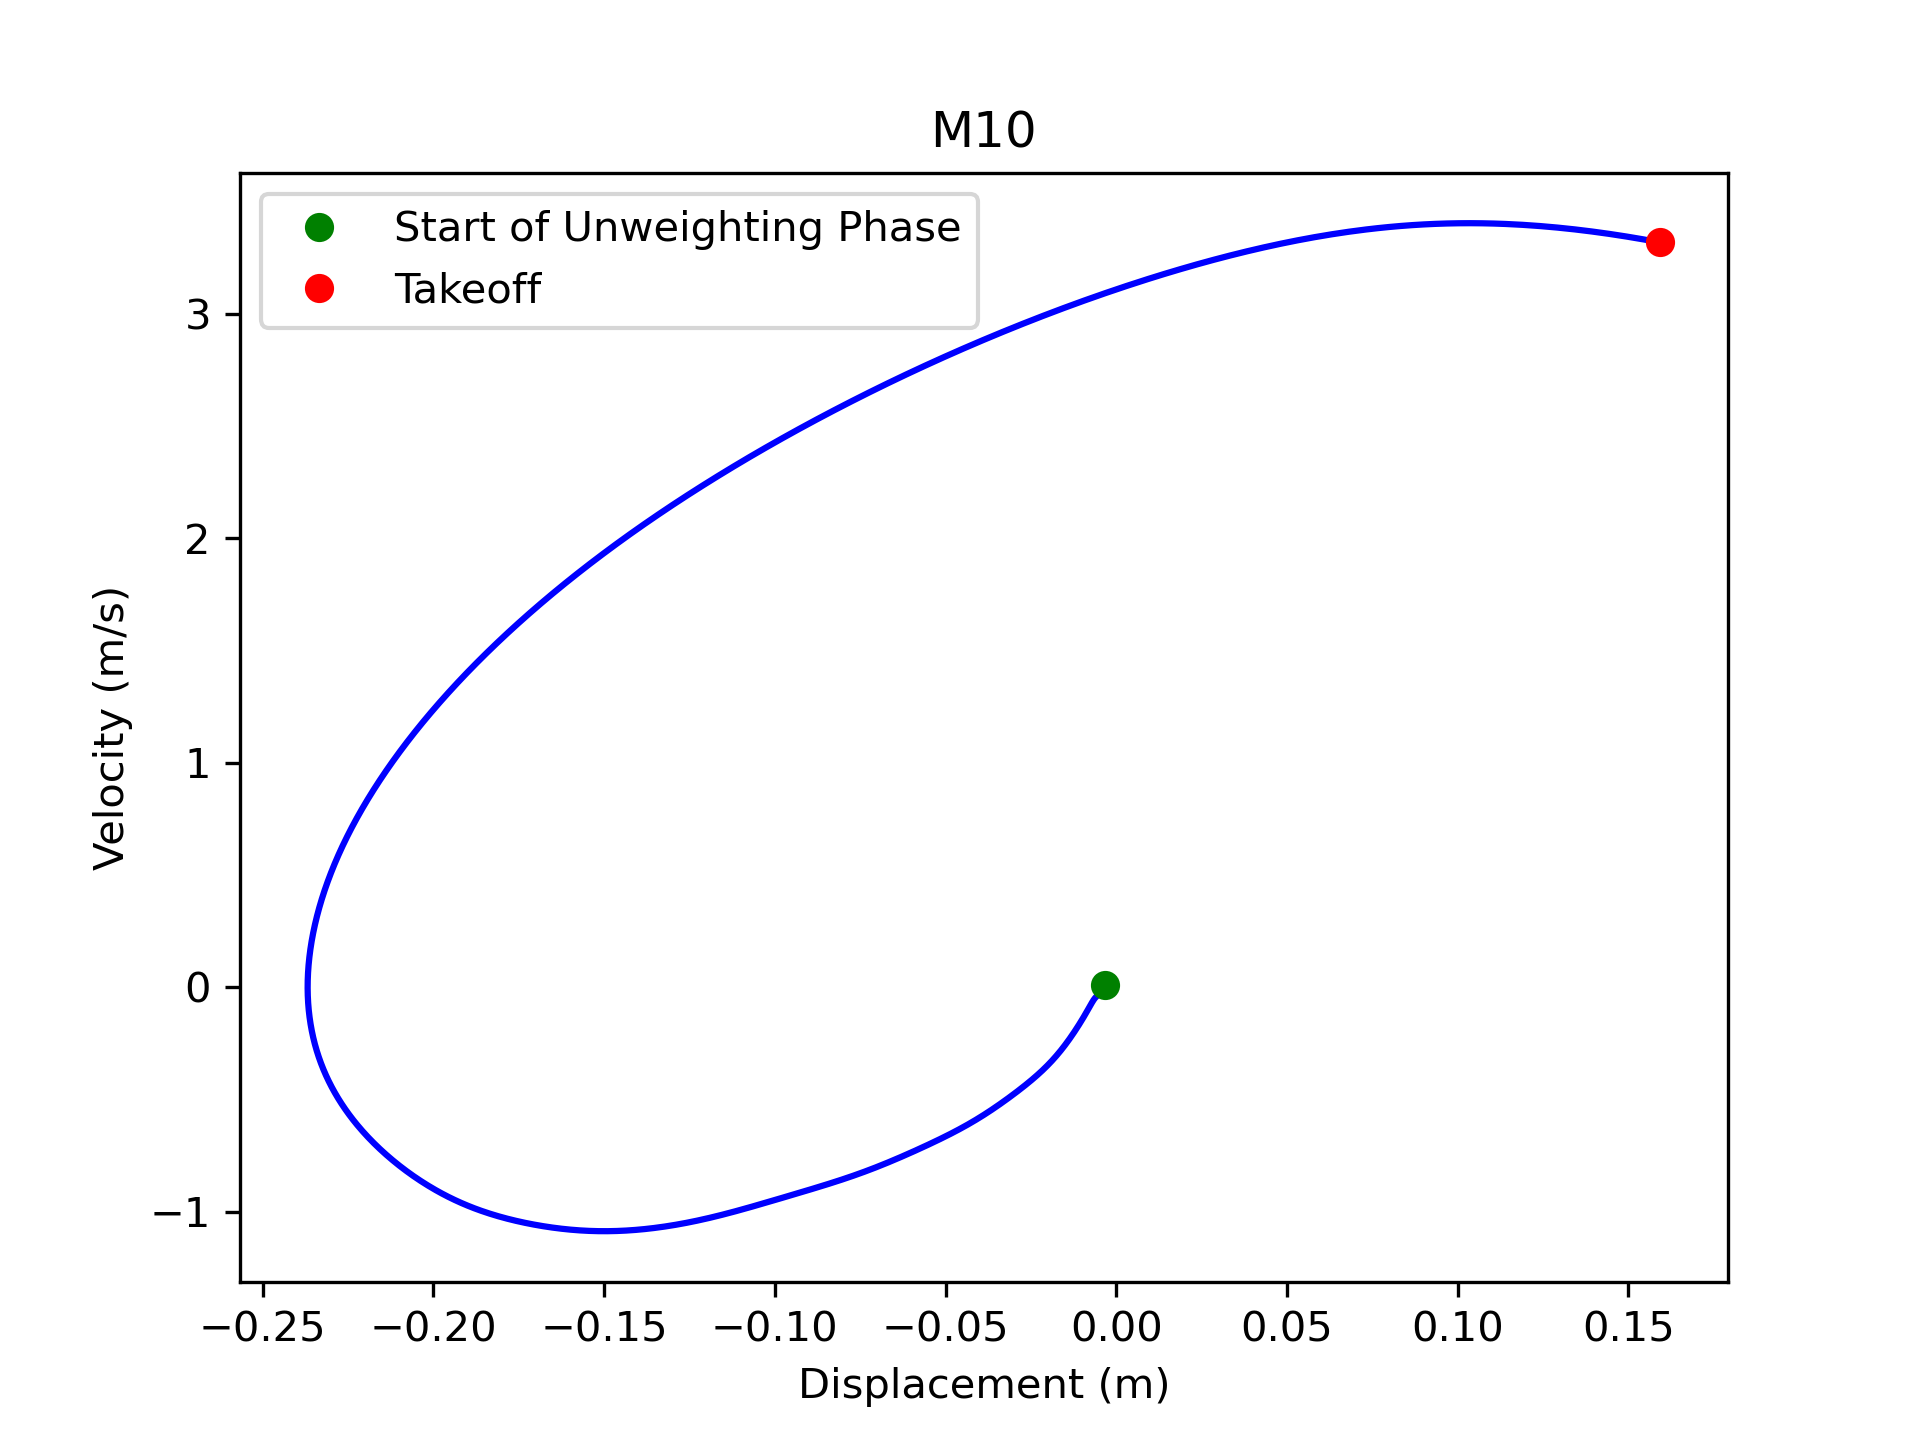 M10
Start of Unweighting Phase
Takeoff
Velocity (m/s)
3
2
1
0
−1
−0.25 −0.20 −0.15 −0.10 −0.05 0.00 0.05 0.10 0.15
Displacement (m)